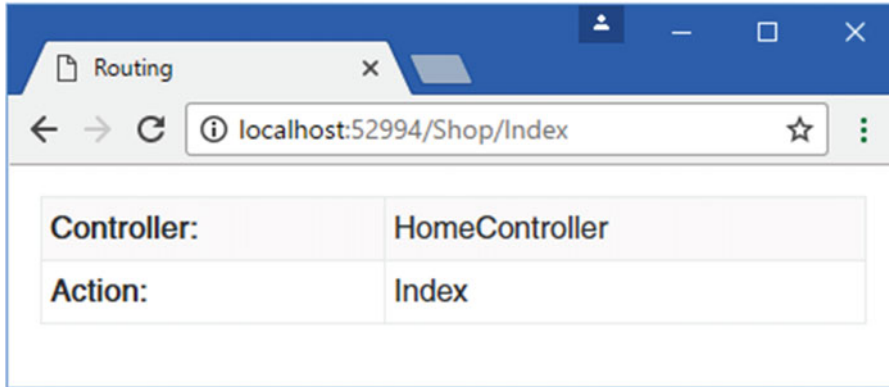 Routing
localhost:52994/Shop/Index
Controller: HomeController
Action: Index